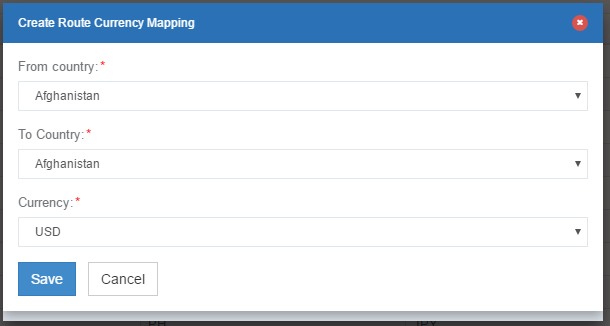 Create Route Currency Mapping
From country:*
Afghanistan
To Country:*
Afghanistan
Currency:*
USD
Save Cancel